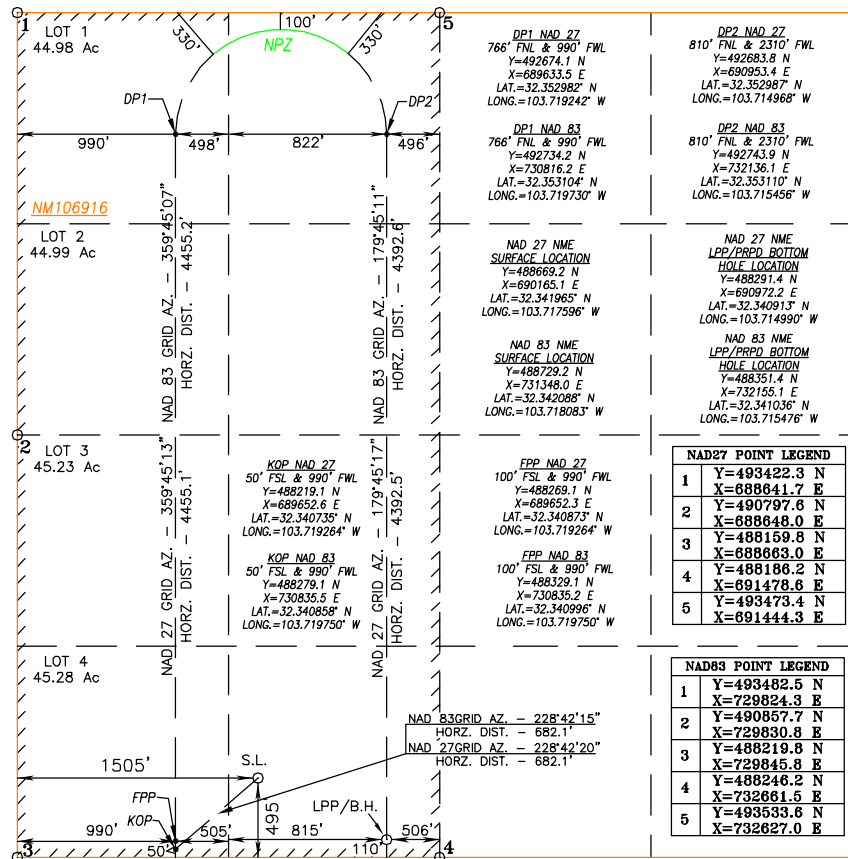 1
LOT 1
44.98 Ac
330'
100'
NPZ
330'
5
DP1
DP2
990'
498'
822'
496'
NM106916
DP1 NAD 27
766' FNL & 990' FWL
Y=492674.1 N
X=689633.5 E
LAT.=32.352982° N
LONG.=103.719242° W
DP2 NAD 27
810' FNL & 2310' FWL
Y=492683.8 N
X=690953.4 E
LAT.=32.352987° N
LONG.=103.714968° W
DP1 NAD 83
766' FNL & 990' FWL
Y=492734.2 N
X=730816.2 E
LAT.=32.353104° N
LONG.=103.719730° W
DP2 NAD 83
810' FNL & 2310' FWL
Y=492743.9 N
X=732136.1 E
LAT.=32.353110° N
LONG.=103.715456° W
LOT 2
44.99 Ac
NAD 83 GRID AZ. - 359°45'07"
HORZ. DIST. - 4455.2'
NAD 83 GRID AZ. - 179°45'11"
HORZ. DIST. - 4392.6'
NAD 27 NME
SURFACE LOCATION
Y=488669.2 N
X=690165.1 E
LAT.=32.341965° N
LONG.=103.717596° W
NAD 27 NME
LPP/PRPD BOTTOM
HOLE LOCATION
Y=488291.4 N
X=690972.2 E
LAT.=32.340913° N
LONG.=103.714990° W
NAD 83 NME
SURFACE LOCATION
Y=488729.2 N
X=731348.0 E
LAT.=32.342088° N
LONG.=103.718083° W
NAD 83 NME
LPP/PRPD BOTTOM
HOLE LOCATION
Y=488351.4 N
X=732155.1 E
LAT.=32.341036° N
LONG.=103.715476° W
2
LOT 3
45.23 Ac
NAD 27 GRID AZ. - 359°45'13"
HORZ. DIST. - 4455.1'
NAD 27 GRID AZ. - 179°45'17"
HORZ. DIST. - 4392.5'
KOP NAD 27
50' FSL & 990' FWL
Y=488219.1 N
X=689652.6 E
LAT.=32.340735° N
LONG.=103.719264° W
KOP NAD 83
50' FSL & 990' FWL
Y=488279.1 N
X=730835.5 E
LAT.=32.340858° N
LONG.=103.719750° W
FPP NAD 27
100' FSL & 990' FWL
Y=488269.1 N
X=689652.3 E
LAT.=32.340873° N
LONG.=103.719264° W
FPP NAD 83
100' FSL & 990' FWL
Y=488329.1 N
X=730835.2 E
LAT.=32.340996° N
LONG.=103.719750° W
NAD27 POINT LEGEND
1 Y=493422.3 N
X=688641.7 E
2 Y=490797.6 N
X=688648.0 E
3 Y=488159.8 N
X=688663.0 E
4 Y=488186.2 N
X=691478.6 E
5 Y=493473.4 N
X=691444.3 E
LOT 4
45.28 Ac
NAD83 POINT LEGEND
1 Y=493482.5 N
X=729824.3 E
2 Y=490857.7 N
X=729830.8 E
3 Y=488219.8 N
X=729845.8 E
4 Y=488246.2 N
X=732661.5 E
5 Y=493533.6 N
X=732627.0 E
NAD 83GRID AZ. - 228°42'15"
HORZ. DIST. - 682.1'
NAD 27GRID AZ. - 228°42'20"
HORZ. DIST. - 682.1'
1505'
S.L.
FPP
KOP
495
LPP/B.H.
990'
505'
815'
506'
50'
110'
3
4